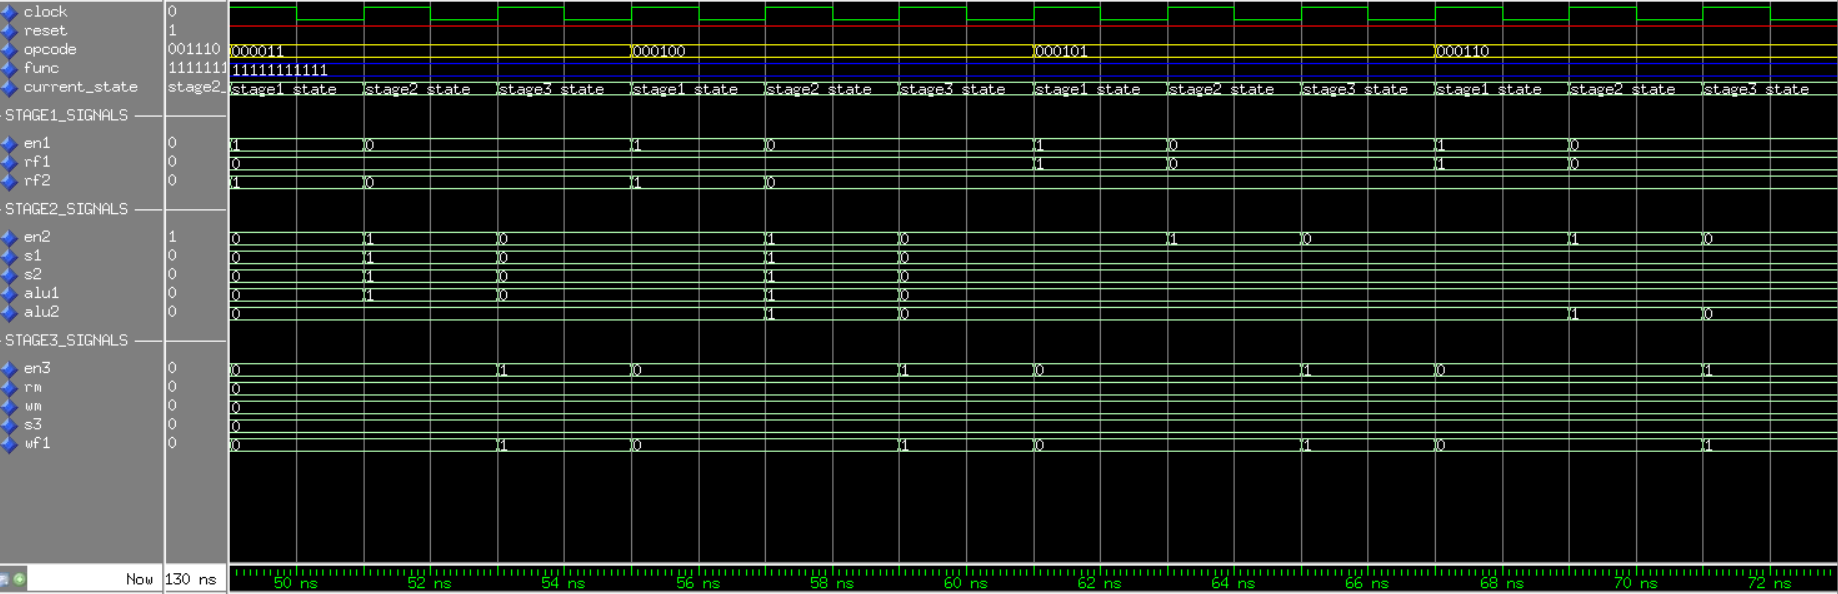 clock 0
reset 1
opcode 001110 000011 000100 000101 000110
func 1111111 11111111111
current_state stage2_ stage1_state stage2_state stage3_state stage1_state stage2_state stage3_state stage1_state stage2_state stage3_state stage1_state stage2_state stage3_state
STAGE1_SIGNALS
en1 0 1 0 1 0 1 0 1 0
rf1 0 0 1 0 1 0
rf2 0 1 0 1 0
STAGE2_SIGNALS
en2 1 0 1 0 1 0 1 0 1 0
s1 0 0 1 0 1 0
s2 0 0 1 0 1 0
alu1 0 0 1 0 1 0
alu2 0 0 1 0 1 0
STAGE3_SIGNALS
en3 0 0 1 0 1 0 1 0 1
rm 0 0
wm 0 0
s3 0 0
wf1 0 0 1 0 1 0 1 0 1
Now 130 ns 50 ns 52 ns 54 ns 56 ns 58 ns 60 ns 62 ns 64 ns 66 ns 68 ns 70 ns 72 ns